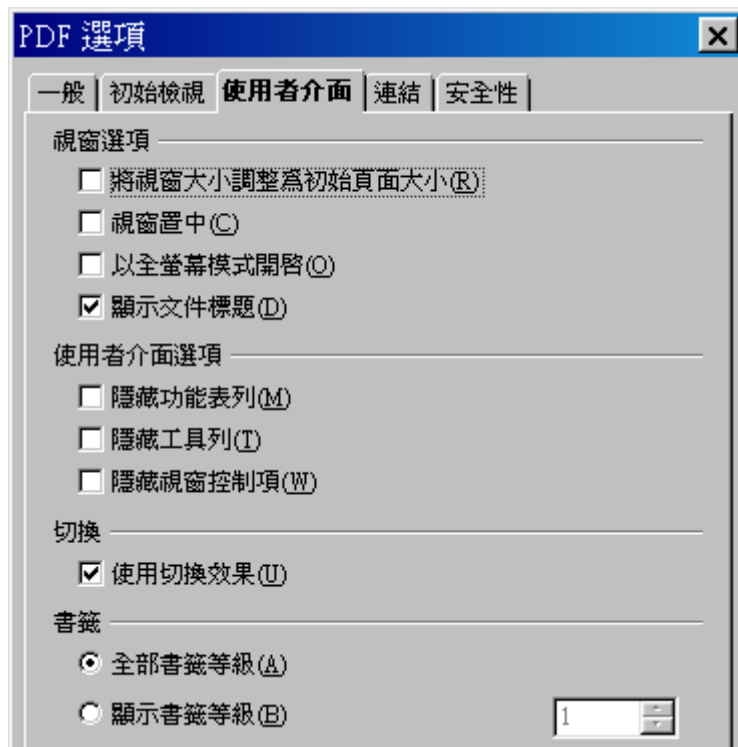 PDF 選項
一般 初始檢視 使用者介面 連結 安全性
視窗選項
將視窗大小調整為初始頁面大小(R)
視窗置中(C)
以全螢幕模式開啟(O)
顯示文件標題(D)
使用者介面選項
隱藏功能表列(M)
隱藏工具列(T)
隱藏視窗控制項(W)
切換
使用切換效果(U)
書籤
全部書籤等級(A)
顯示書籤等級(B) 1